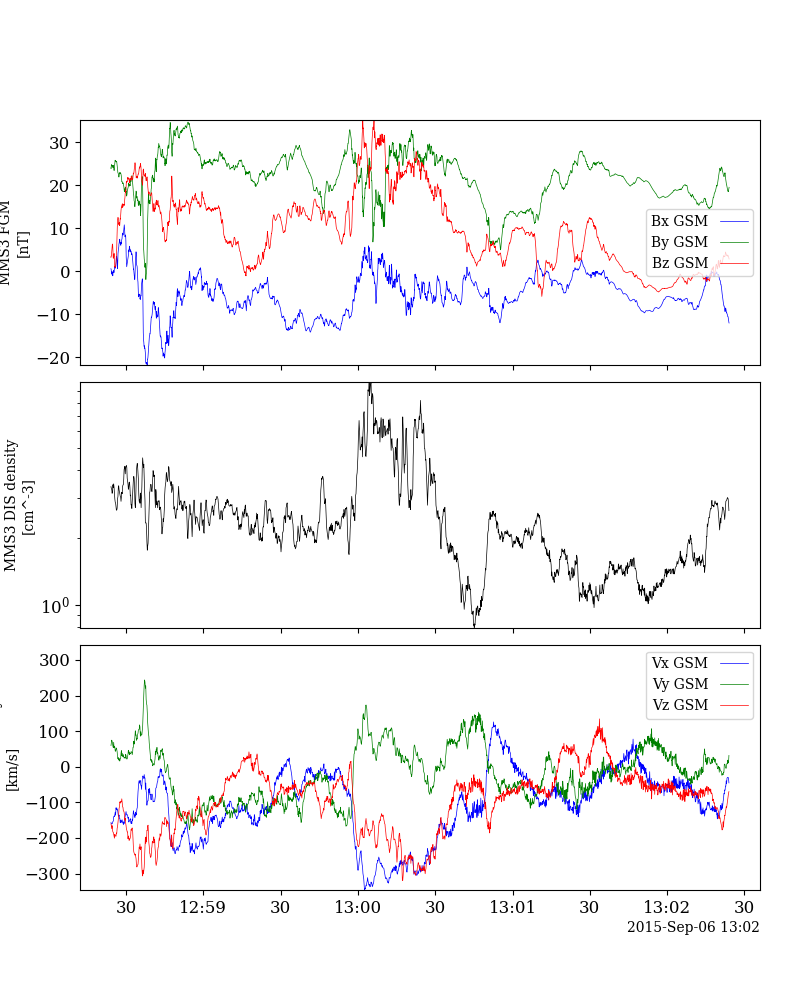 30
20
10
0
−10
−20
MMS3 FGM
[nT]
Bx GSM
By GSM
Bz GSM
10^0
MMS3 DIS density
[cm^-3]
300
200
100
0
−100
−200
−300
[km/s]
Vx GSM
Vy GSM
Vz GSM
30 12:59 30 13:00 30 13:01 30 13:02 30
2015-Sep-06 13:02